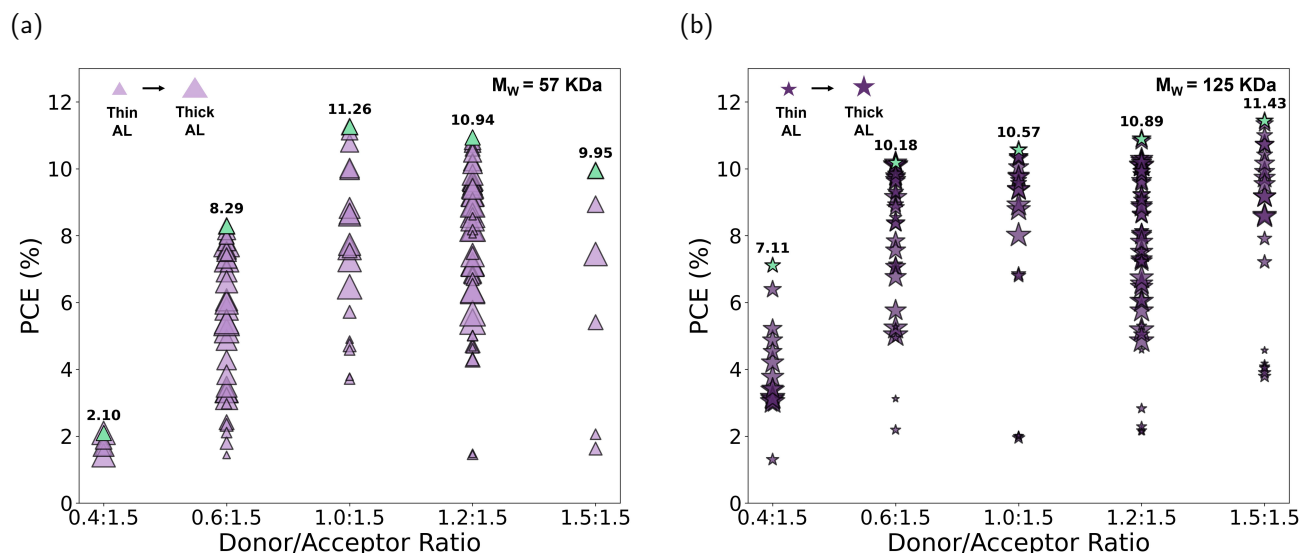 (a)
M_W = 57 KDa
Thin AL
Thick AL
12
10
8
6
4
2
0
PCE (%)
2.10
8.29
11.26
10.94
9.95
0.4:1.5
0.6:1.5
1.0:1.5
1.2:1.5
1.5:1.5
Donor/Acceptor Ratio
(b)
M_W = 125 KDa
Thin AL
Thick AL
12
10
8
6
4
2
0
PCE (%)
7.11
10.18
10.57
10.89
11.43
0.4:1.5
0.6:1.5
1.0:1.5
1.2:1.5
1.5:1.5
Donor/Acceptor Ratio